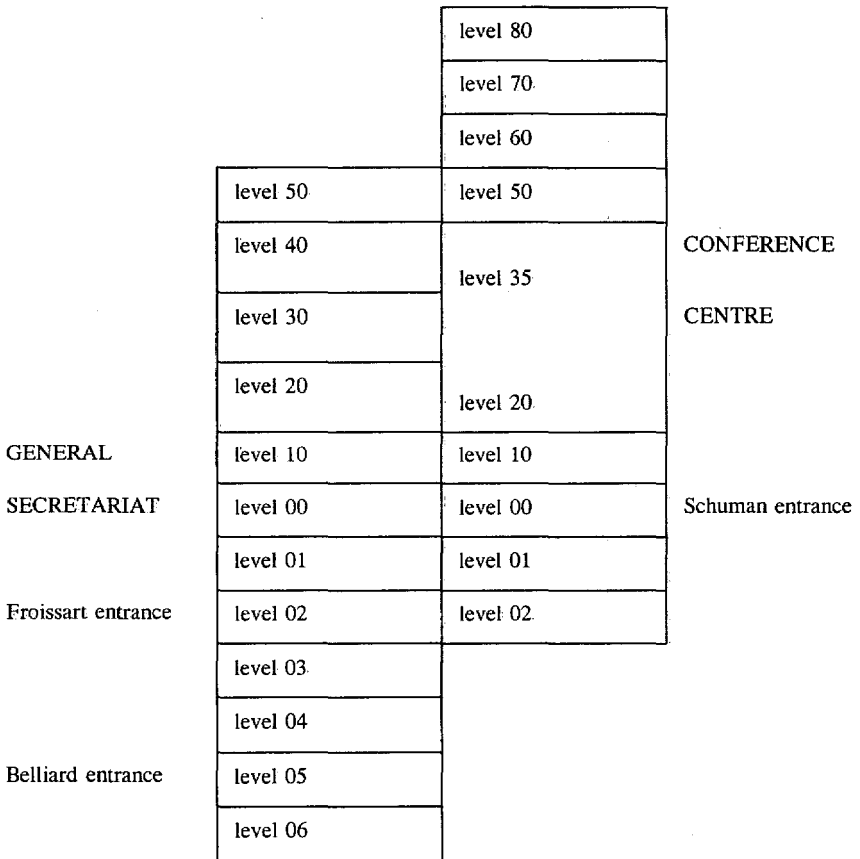 level 80
level 70
level 60
level 50 level 50
level 40 CONFERENCE
level 35
level 30 CENTRE
level 20
level 20
GENERAL level 10 level 10
SECRETARIAT level 00 level 00 Schuman entrance
level 01 level 01
Froissart entrance level 02 level 02
level 03
level 04
Belliard entrance level 05
level 06